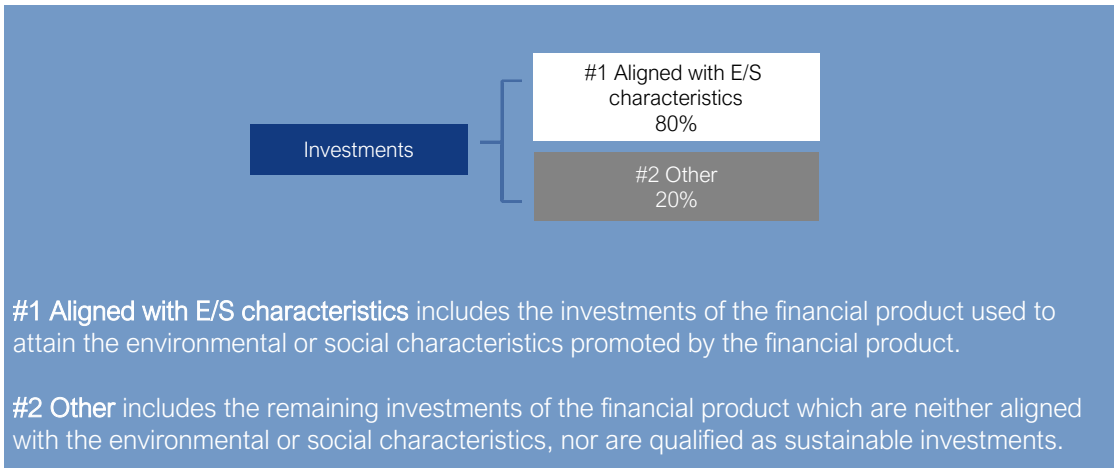 #1 Aligned with E/S
characteristics
80%
Investments
#2 Other
20%
#1 Aligned with E/S characteristics includes the investments of the financial product used to
attain the environmental or social characteristics promoted by the financial product.
#2 Other includes the remaining investments of the financial product which are neither aligned
with the environmental or social characteristics, nor are qualified as sustainable investments.